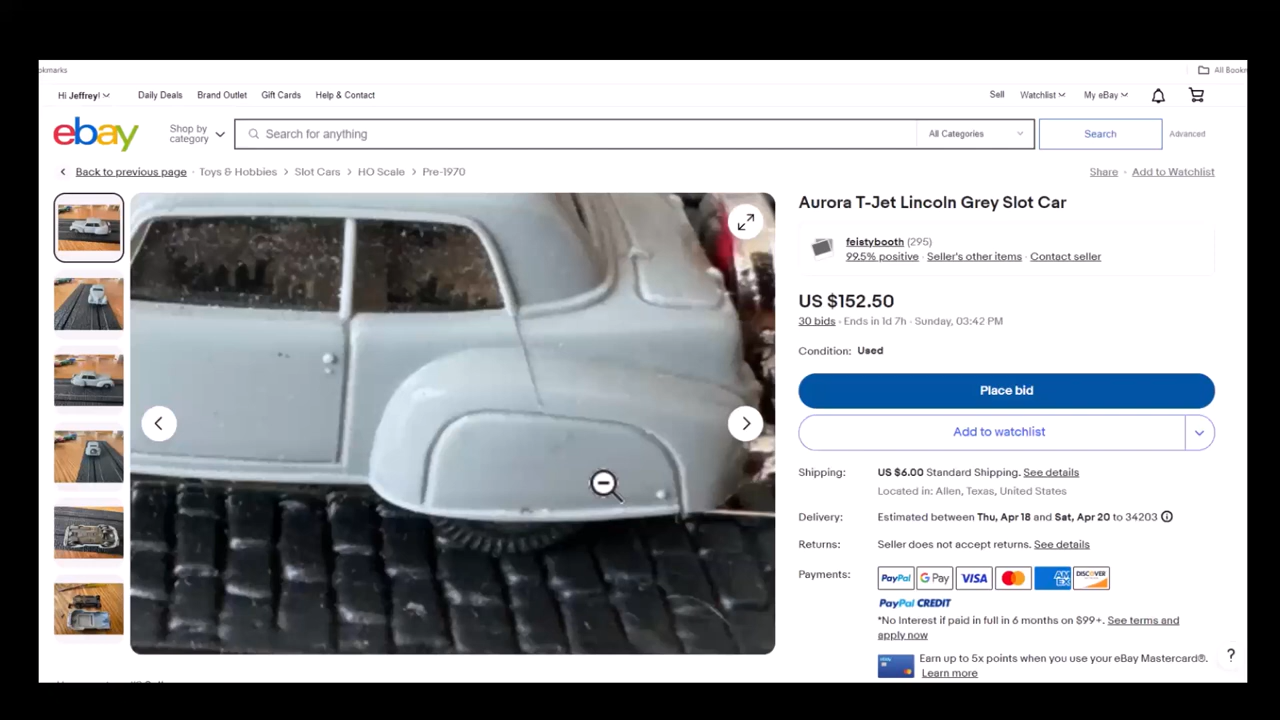 okmarks
All Bookm
Hi Jeffrey!
Daily Deals
Brand Outlet
Gift Cards
Help & Contact
Sell
Watchlist
My eBay
ebay
Shop by category
Search for anything
All Categories
Search
Advanced
Back to previous page
Toys & Hobbies
Slot Cars
HO Scale
Pre-1970
Share
Add to Watchlist
Aurora T-Jet Lincoln Grey Slot Car
feistybooth (295)
99.5% positive · Seller's other items · Contact seller
US $152.50
30 bids · Ends in 1d 7h · Sunday, 03:42 PM
Condition: Used
Place bid
Add to watchlist
Shipping: US $6.00 Standard Shipping. See details
Located in: Allen, Texas, United States
Delivery: Estimated between Thu, Apr 18 and Sat, Apr 20 to 34203
Returns: Seller does not accept returns. See details
Payments: PayPal G Pay VISA MasterCard AM EX DISCOVER
PayPal CREDIT
*No Interest if paid in full in 6 months on $99+. See terms and
apply now
Earn up to 5x points when you use your eBay Mastercard®.
Learn more
?